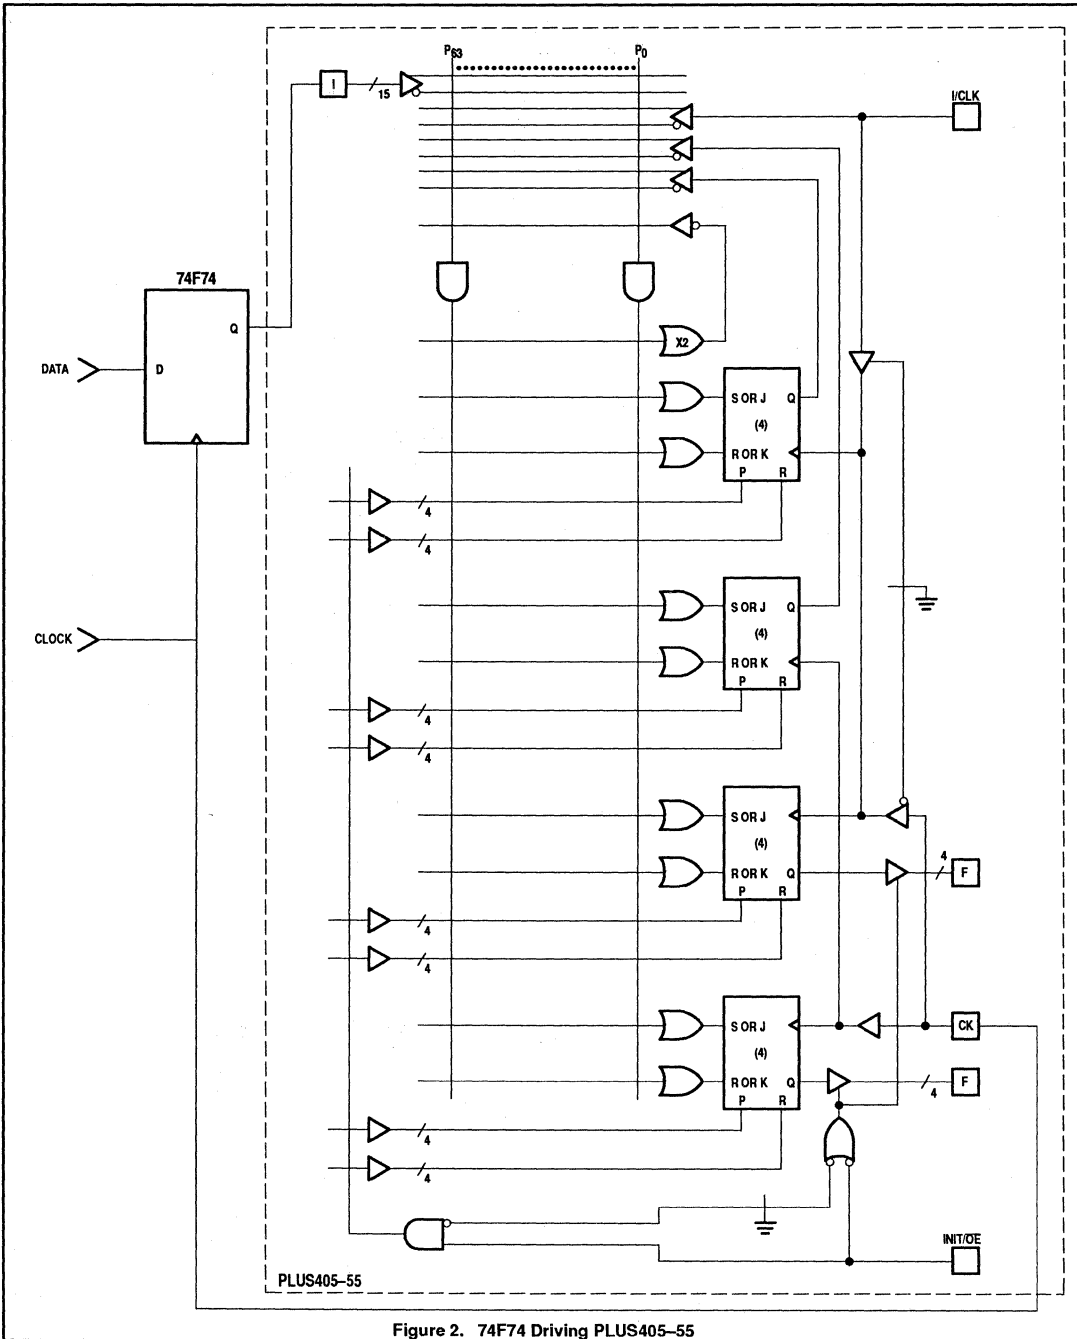 P63 P0
I
15
I/CLK
74F74
Q
DATA
D
X2
S OR J Q
(4)
R OR K
P R
4
4
CLOCK
S OR J Q
(4)
R OR K
P R
4
4
S OR J
(4)
R OR K Q
P R
4
F
4
4
S OR J
(4)
R OR K Q
P R
CK
4
F
4
4
INIT/OE
PLUS405–55
Figure 2. 74F74 Driving PLUS405–55